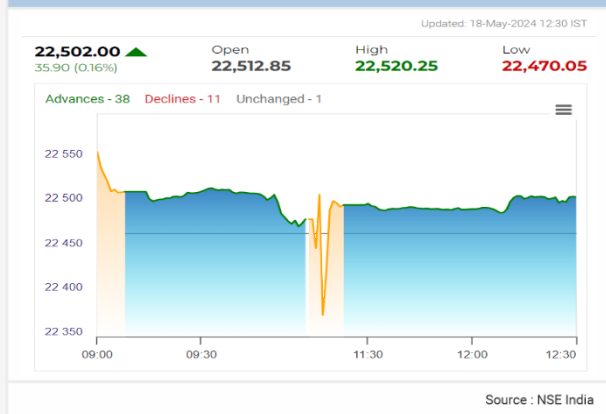 Updated: 18-May-2024 12:30 IST
22,502.00 Open High Low
35.90 (0.16%) 22,512.85 22,520.25 22,470.05
Advances - 38 Declines - 11 Unchanged - 1
22 550
22 500
22 450
22 400
22 350
09:00 09:30 11:30 12:00 12:30
Source : NSE India